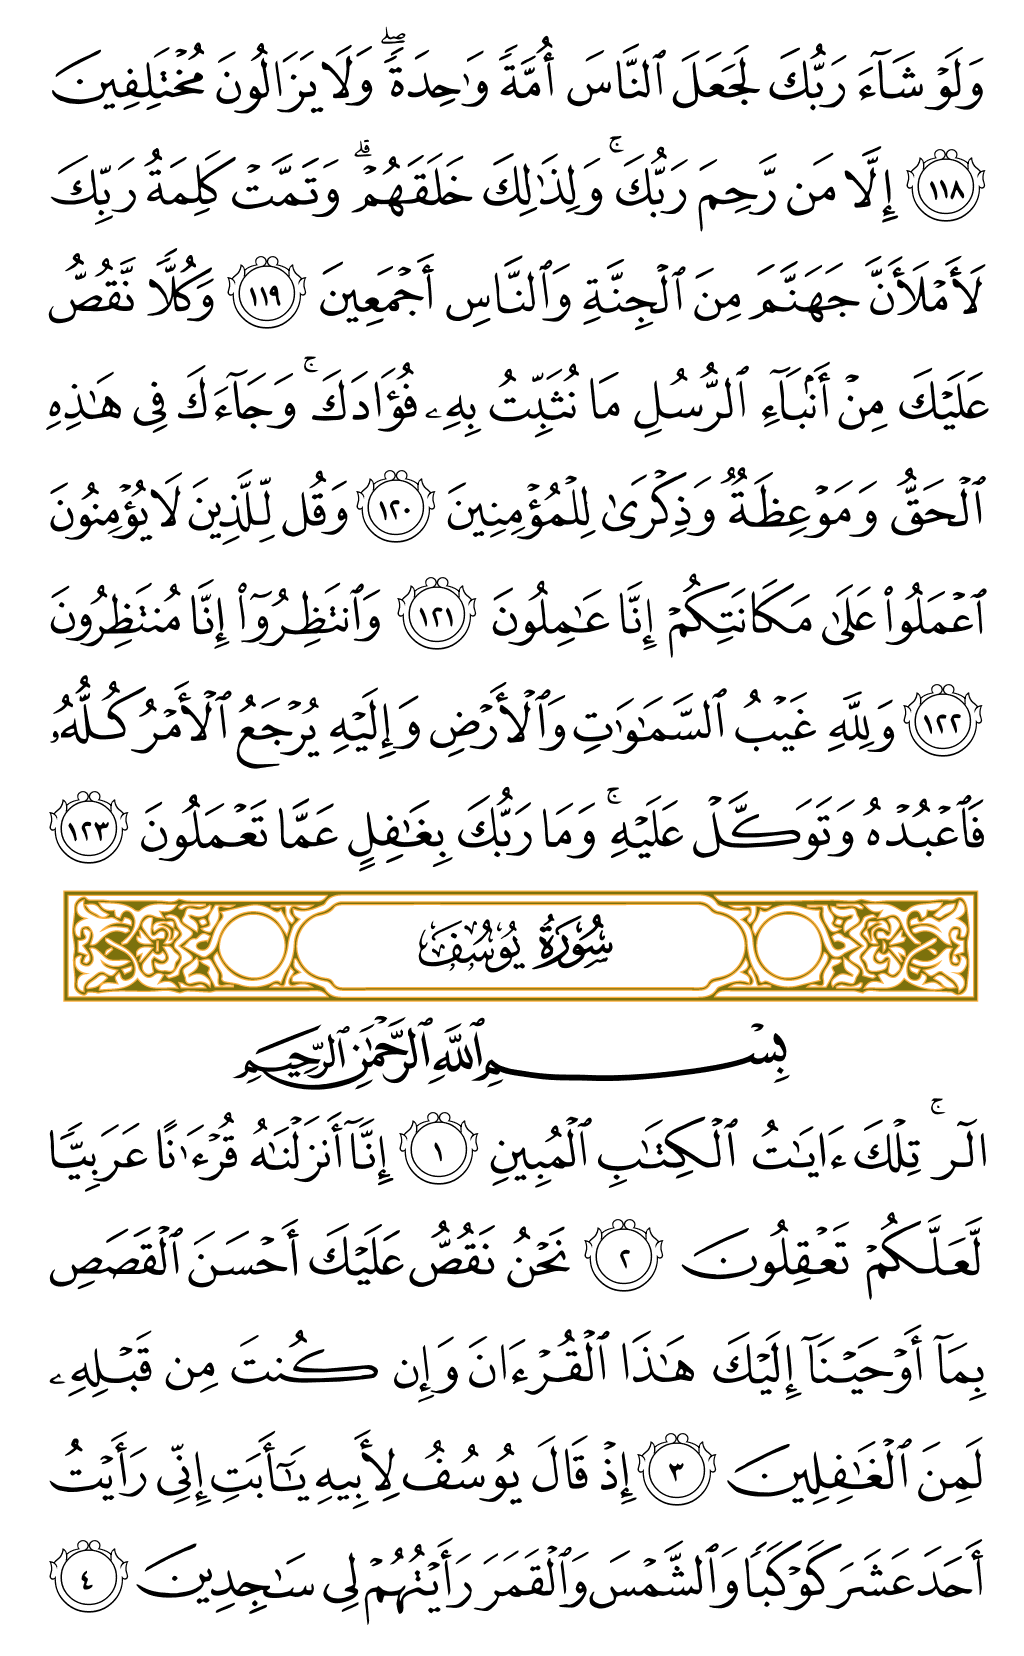 وَلَوْ شَآءَ رَبُّكَ لَجَعَلَ ٱلنَّاسَ أُمَّةً وَٰحِدَةً ۖ وَلَا يَزَالُونَ مُخْتَلِفِينَ
١١٨ إِلَّا مَن رَّحِمَ رَبُّكَ ۚ وَلِذَٰلِكَ خَلَقَهُمْ ۗ وَتَمَّتْ كَلِمَةُ رَبِّكَ
لَأَمْلَأَنَّ جَهَنَّمَ مِنَ ٱلْجِنَّةِ وَٱلنَّاسِ أَجْمَعِينَ ١١٩ وَكُلًّا نَّقُصُّ
عَلَيْكَ مِنْ أَنۢبَآءِ ٱلرُّسُلِ مَا نُثَبِّتُ بِهِۦ فُؤَادَكَ ۚ وَجَآءَكَ فِى هَٰذِهِ
ٱلْحَقُّ وَمَوْعِظَةٌ وَذِكْرَىٰ لِلْمُؤْمِنِينَ ١٢٠ وَقُل لِّلَّذِينَ لَا يُؤْمِنُونَ
ٱعْمَلُوا۟ عَلَىٰ مَكَانَتِكُمْ إِنَّا عَٰمِلُونَ ١٢١ وَٱنتَظِرُوٓا۟ إِنَّا مُنتَظِرُونَ
١٢٢ وَلِلَّهِ غَيْبُ ٱلسَّمَٰوَٰتِ وَٱلْأَرْضِ وَإِلَيْهِ يُرْجَعُ ٱلْأَمْرُ كُلُّهُۥ
فَٱعْبُدْهُ وَتَوَكَّلْ عَلَيْهِ ۚ وَمَا رَبُّكَ بِغَٰفِلٍ عَمَّا تَعْمَلُونَ ١٢٣
سُورَةُ يُوسُفَ
بِسْمِ ٱللَّهِ ٱلرَّحْمَٰنِ ٱلرَّحِيمِ
الٓر ۚ تِلْكَ ءَايَٰتُ ٱلْكِتَٰبِ ٱلْمُبِينِ ١ إِنَّآ أَنزَلْنَٰهُ قُرْءَٰنًا عَرَبِيًّا
لَّعَلَّكُمْ تَعْقِلُونَ ٢ نَحْنُ نَقُصُّ عَلَيْكَ أَحْسَنَ ٱلْقَصَصِ
بِمَآ أَوْحَيْنَآ إِلَيْكَ هَٰذَا ٱلْقُرْءَانَ وَإِن كُنتَ مِن قَبْلِهِۦ
لَمِنَ ٱلْغَٰفِلِينَ ٣ إِذْ قَالَ يُوسُفُ لِأَبِيهِ يَٰٓأَبَتِ إِنِّى رَأَيْتُ
أَحَدَ عَشَرَ كَوْكَبًا وَٱلشَّمْسَ وَٱلْقَمَرَ رَأَيْتُهُمْ لِى سَٰجِدِينَ ٤